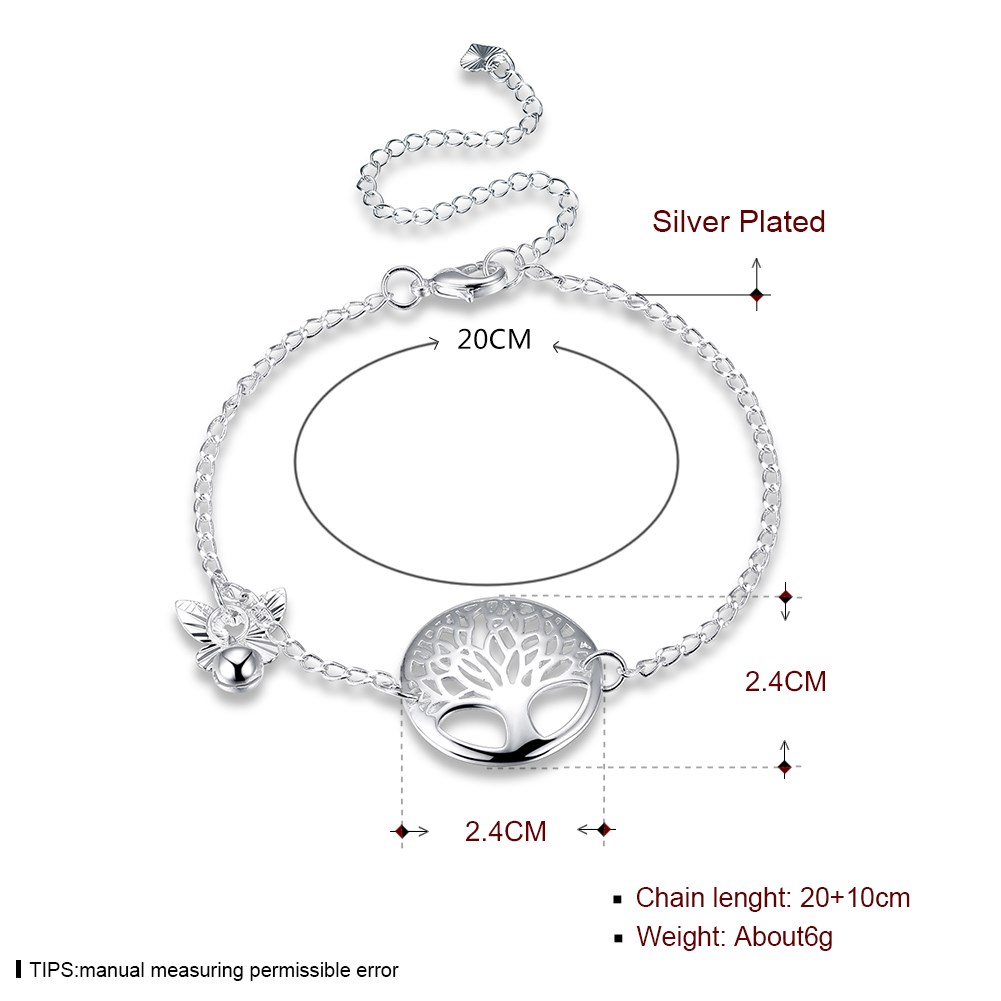 Silver Plated
20CM
2.4CM
2.4CM
Chain lenght: 20+10cm
Weight: About6g
TIPS:manual measuring permissible error